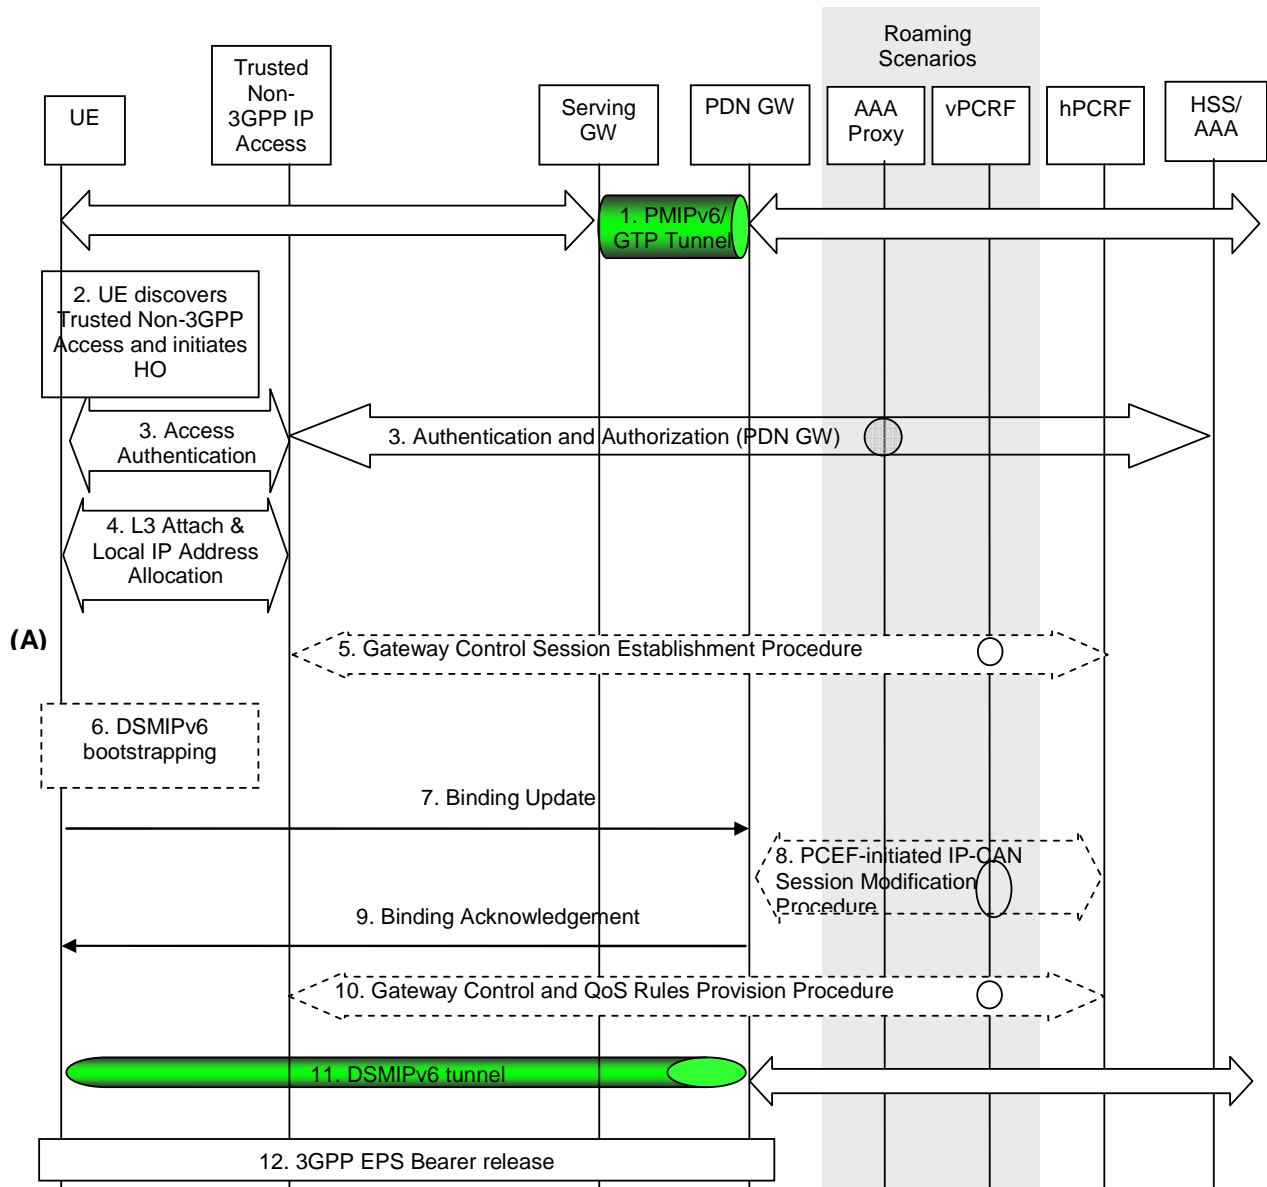 Roaming
Scenarios
UE
Trusted
Non-
3GPP IP
Access
Serving
GW
PDN GW
AAA
Proxy
vPCRF
hPCRF
HSS/
AAA
1. PMIPv6/
GTP Tunnel
2. UE discovers
Trusted Non-3GPP
Access and initiates
HO
3. Access
Authentication
3. Authentication and Authorization (PDN GW)
4. L3 Attach &
Local IP Address
Allocation
(A)
5. Gateway Control Session Establishment Procedure
6. DSMIPv6
bootstrapping
7. Binding Update
8. PCEF-initiated IP-CAN
Session Modification
Procedure
9. Binding Acknowledgement
10. Gateway Control and QoS Rules Provision Procedure
11. DSMIPv6 tunnel
12. 3GPP EPS Bearer release